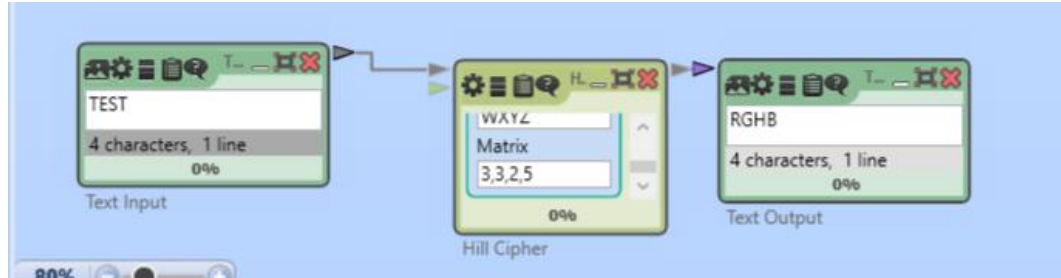 T...
TEST
4 characters, 1 line
0%
Text Input
H...
WXYZ
Matrix
3,3,2,5
0%
Hill Cipher
T...
RGHB
4 characters, 1 line
0%
Text Output
80%